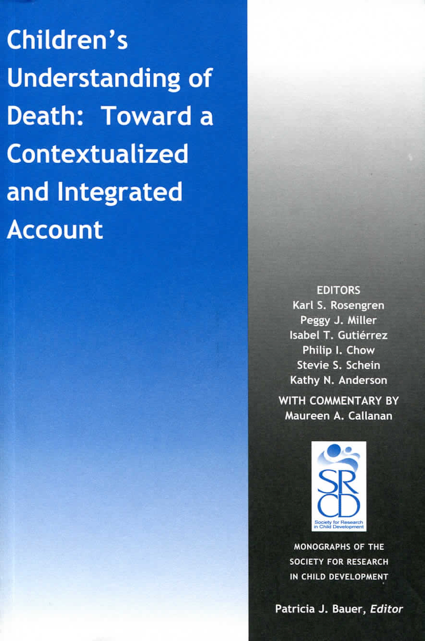 Children's
Understanding of
Death: Toward a
Contextualized
and Integrated
Account
EDITORS
Karl S. Rosengren
Peggy J. Miller
Isabel T. Gutiérrez
Philip I. Chow
Stevie S. Schein
Kathy N. Anderson
WITH COMMENTARY BY
Maureen A. Callanan
SR
CD
Society for Research
in Child Development
MONOGRAPHS OF THE
SOCIETY FOR RESEARCH
IN CHILD DEVELOPMENT
Patricia J. Bauer, Editor